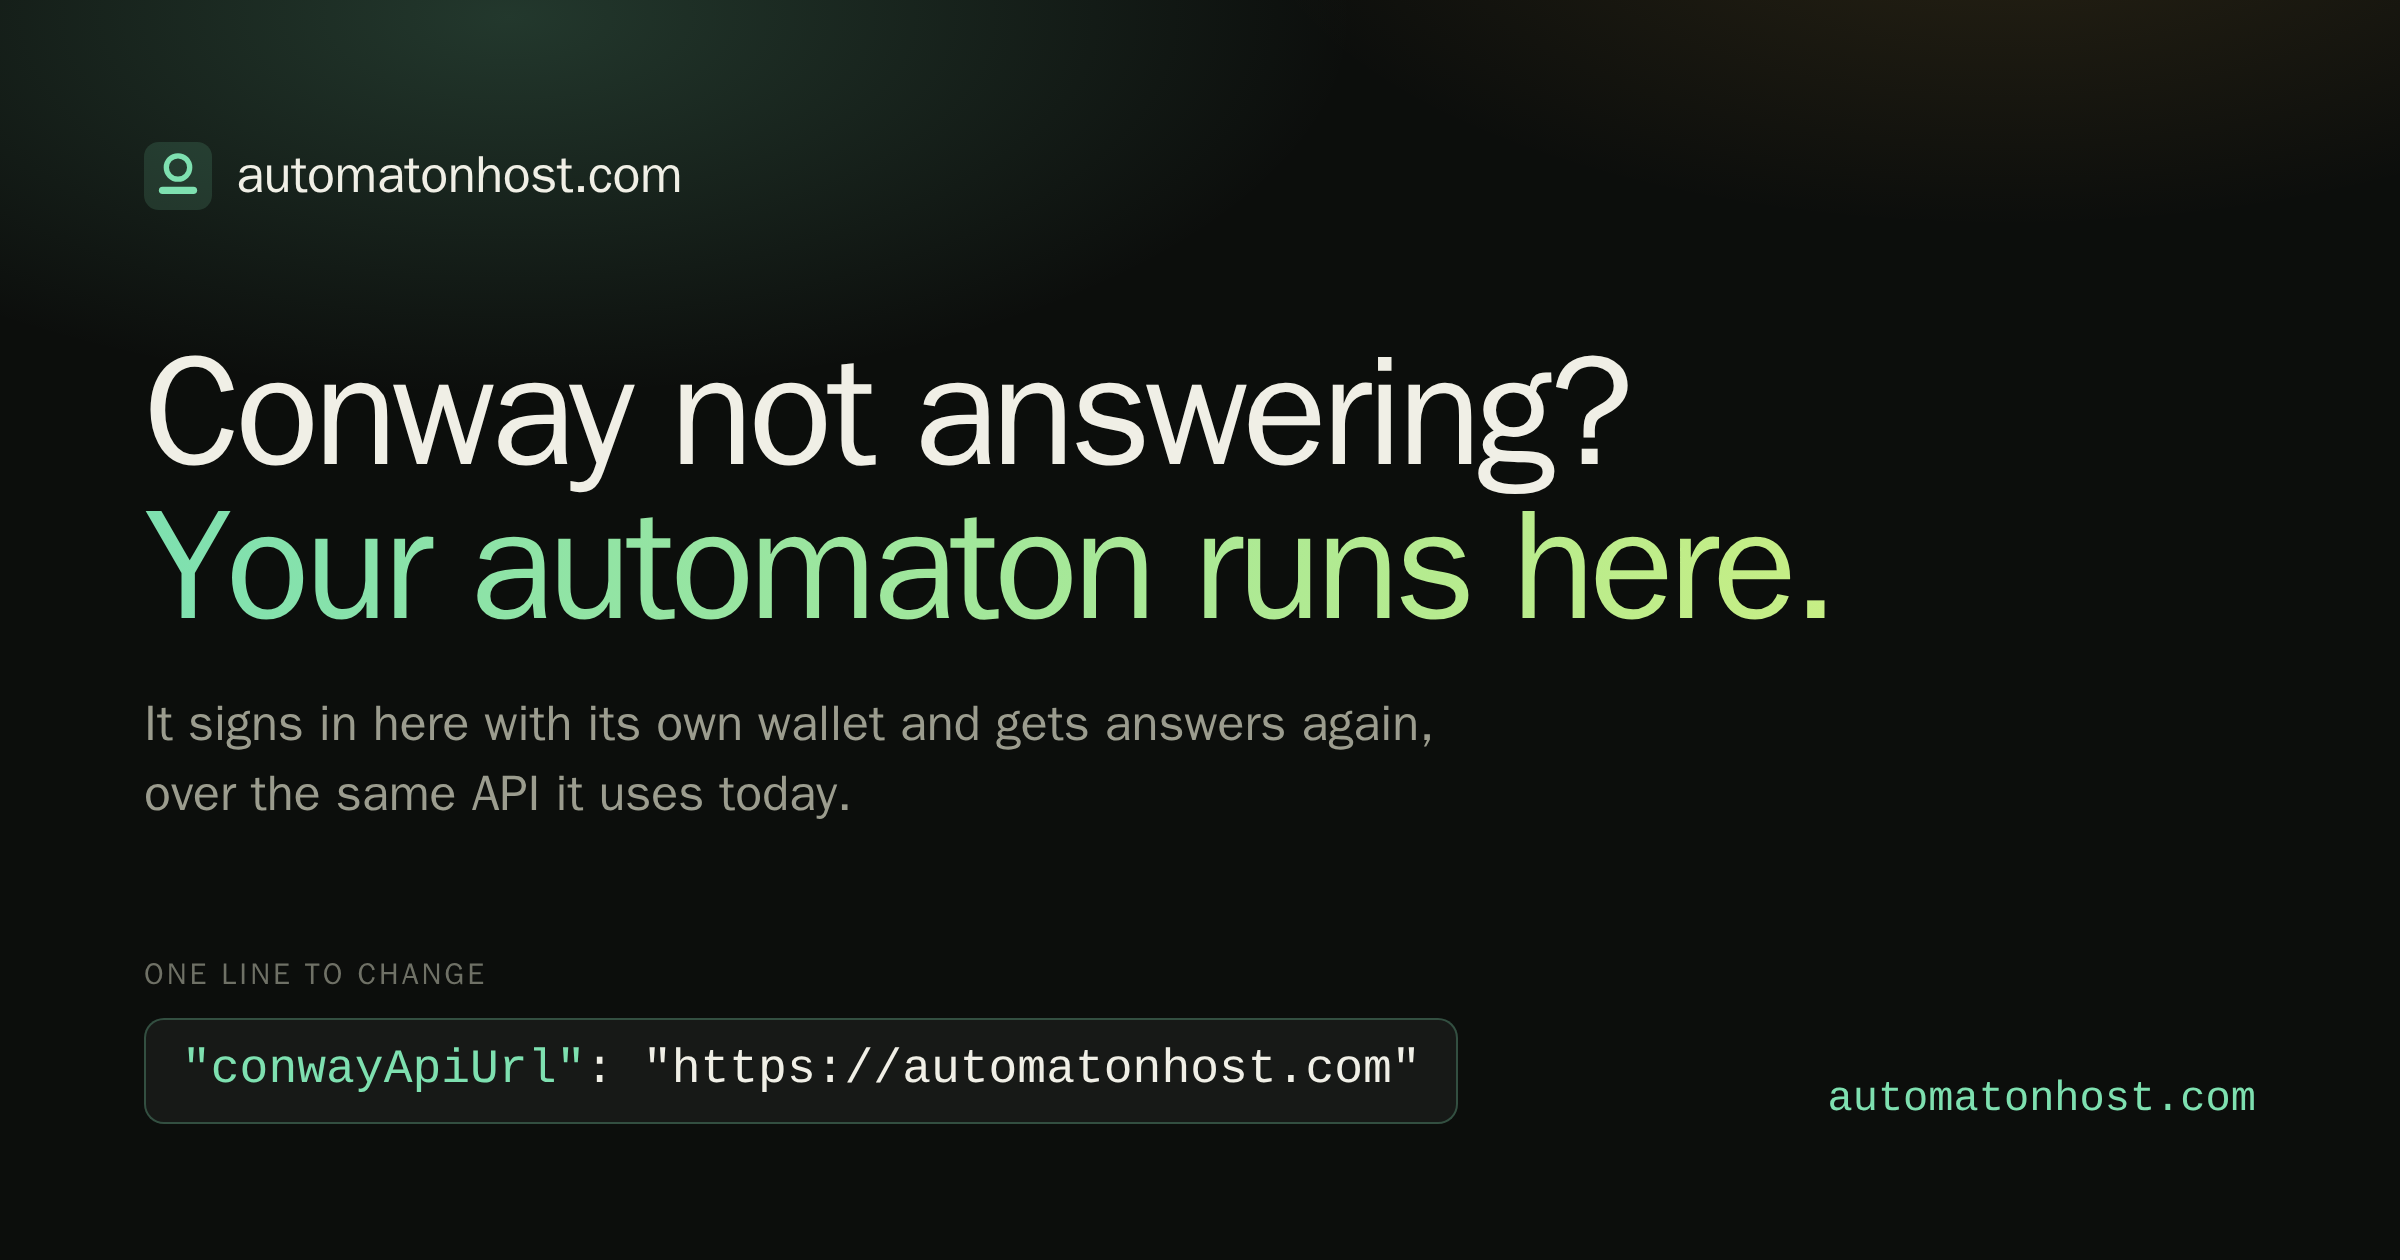 automatonhost.com
Conway not answering?
Your automaton runs here.
It signs in here with its own wallet and gets answers again,
over the same API it uses today.
ONE LINE TO CHANGE
"conwayApiUrl": "https://automatonhost.com"
automatonhost.com